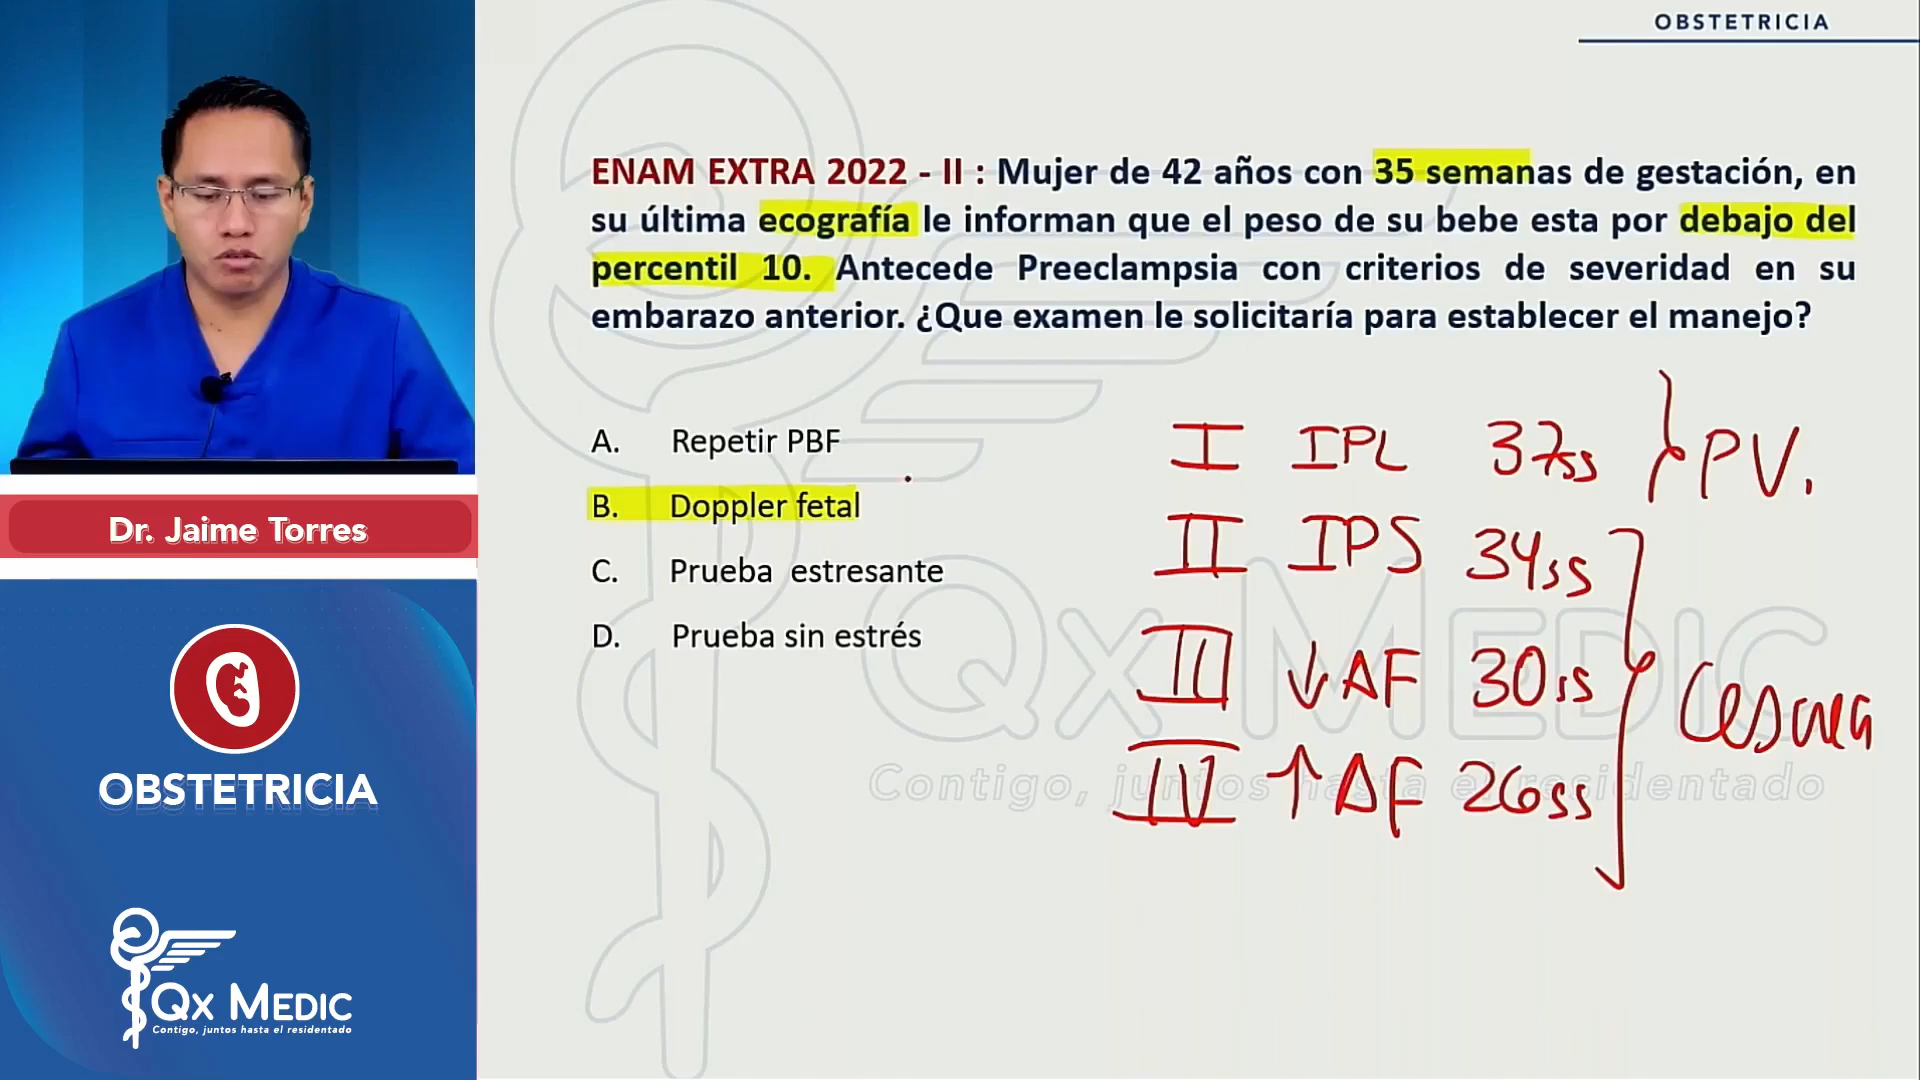 OBSTETRICIA
ENAM EXTRA 2022 - II : Mujer de 42 años con 35 semanas de gestación, en
su última ecografía le informan que el peso de su bebe esta por debajo del
percentil 10. Antecede Preeclampsia con criterios de severidad en su
embarazo anterior. ¿Que examen le solicitaría para establecer el manejo?
A. Repetir PBF
B. Doppler fetal
C. Prueba estresante
D. Prueba sin estrés
I IPL 37ss PV.
II IPS 34ss
III ↓ AF 30ss
IV ↑ AF 26ss
Cesarea
Qx MEDIC
Contigo, juntos hasta el residentado
Dr. Jaime Torres
OBSTETRICIA
Qx MEDIC
Contigo, juntos hasta el residentado